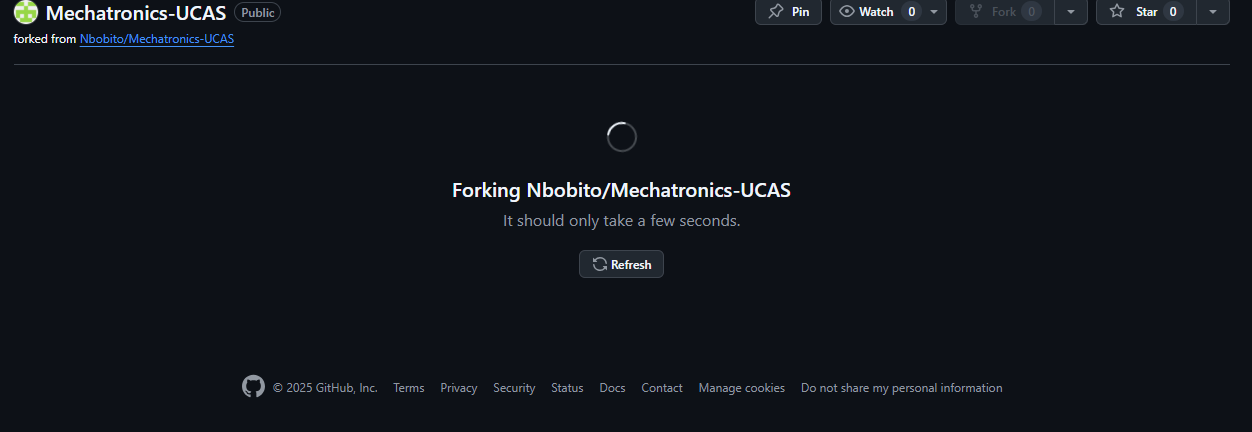 Mechatronics-UCAS Public Pin Watch 0 Fork 0 Star 0
forked from Nbobito/Mechatronics-UCAS
Forking Nbobito/Mechatronics-UCAS
It should only take a few seconds.
Refresh
© 2025 GitHub, Inc. Terms Privacy Security Status Docs Contact Manage cookies Do not share my personal information